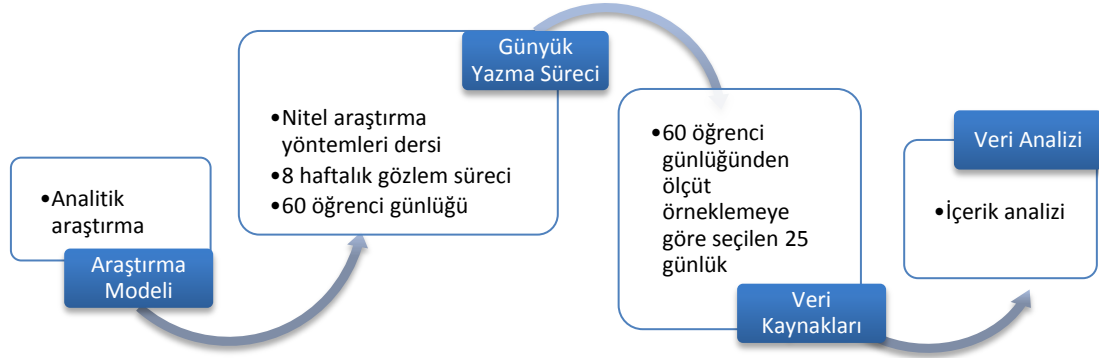 •Analitik
araştırma
Araştırma
Modeli
Günyük
Yazma Süreci
•Nitel araştırma
yöntemleri dersi
•8 haftalık gözlem süreci
•60 öğrenci günlüğü
•60 öğrenci
günlüğünden
ölçüt
örneklemeye
göre seçilen 25
günlük
Veri
Kaynakları
Veri Analizi
•İçerik analizi